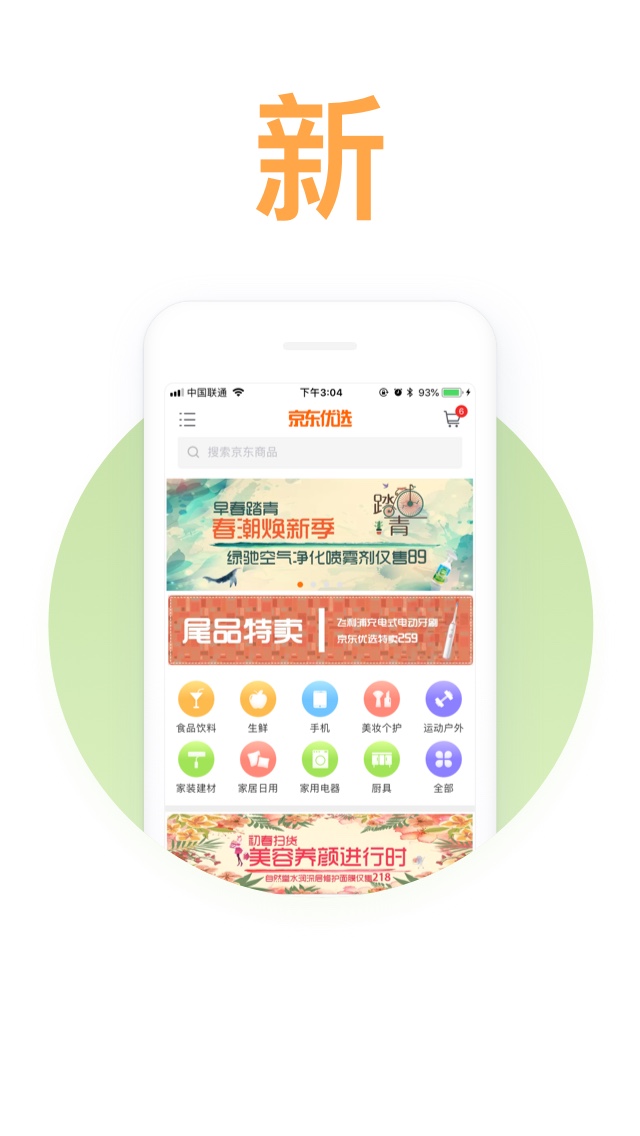 新
中国联通 下午3:04 93%
京东优选
6
搜索京东商品
早春踏青
春潮焕新季
绿驰空气净化喷雾剂仅售89
踏
青
尾品特卖
飞利浦充电式电动牙刷
京东优选特卖259
食品饮料 生鲜 手机 美妆个护 运动户外
家装建材 家居日用 家用电器 厨具 全部
初春扫货
美容养颜进行时
自然堂水润深层修护面膜仅售218